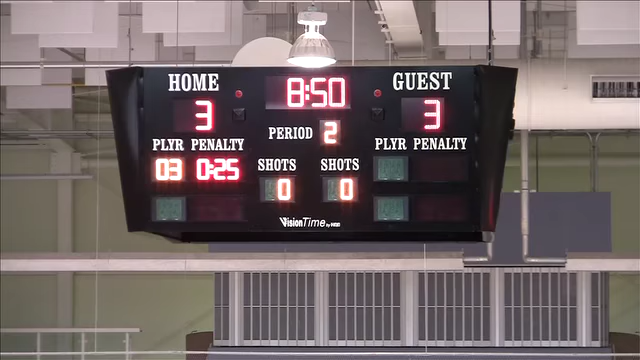 HOME 8:50 GUEST
3 3
PERIOD 2
PLYR PENALTY PLYR PENALTY
03 0:25
SHOTS SHOTS
0 0
VisionTime